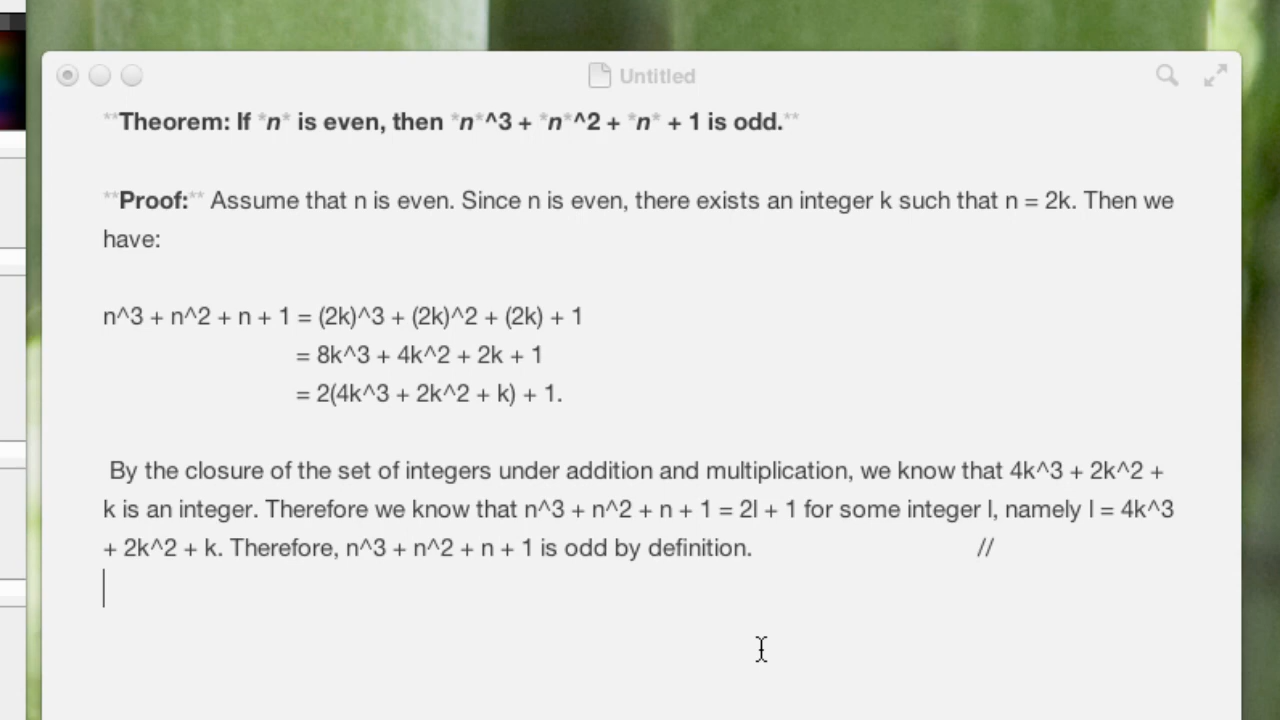 Untitled
**Theorem: If *n* is even, then *n*^3 + *n*^2 + *n* + 1 is odd.**
**Proof:** Assume that n is even. Since n is even, there exists an integer k such that n = 2k. Then we
have:
n^3 + n^2 + n + 1 = (2k)^3 + (2k)^2 + (2k) + 1
= 8k^3 + 4k^2 + 2k + 1
= 2(4k^3 + 2k^2 + k) + 1.
By the closure of the set of integers under addition and multiplication, we know that 4k^3 + 2k^2 +
k is an integer. Therefore we know that n^3 + n^2 + n + 1 = 2l + 1 for some integer l, namely l = 4k^3
+ 2k^2 + k. Therefore, n^3 + n^2 + n + 1 is odd by definition. //